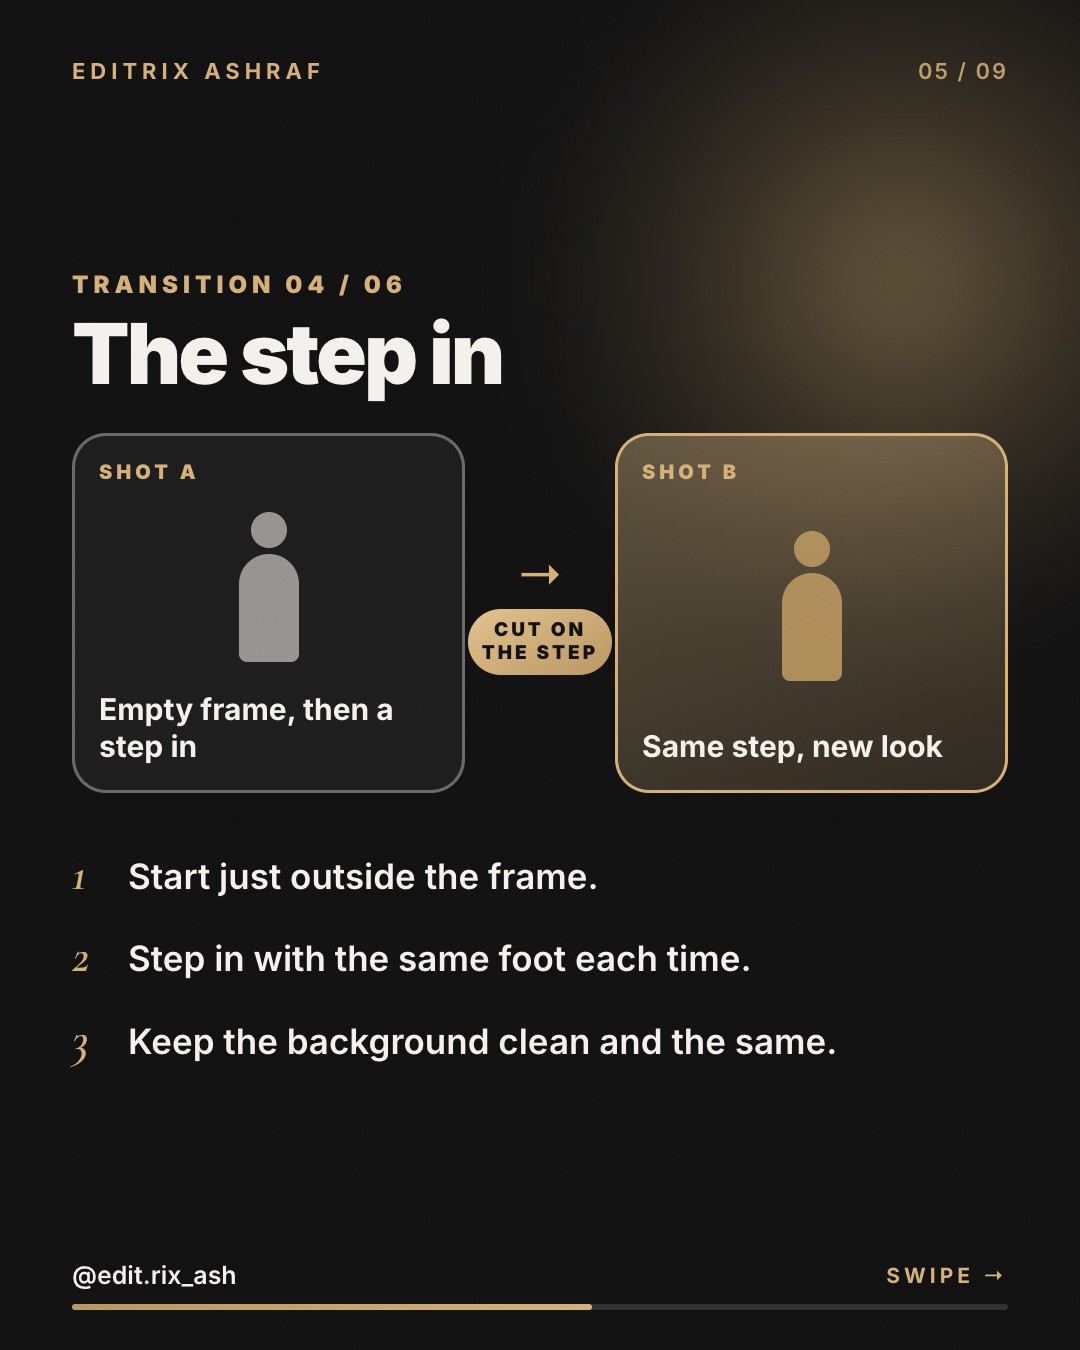 EDITRIX ASHRAF
05 / 09
TRANSITION 04 / 06
The step in
SHOT A
Empty frame, then a
step in
→
CUT ON
THE STEP
SHOT B
Same step, new look
1 Start just outside the frame.
2 Step in with the same foot each time.
3 Keep the background clean and the same.
@edit.rix_ash
SWIPE →